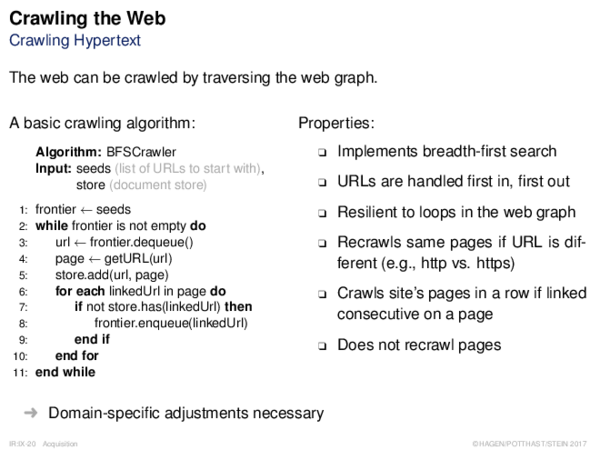 Crawling the Web
Crawling Hypertext
The web can be crawled by traversing the web graph.
A basic crawling algorithm:
Algorithm: BFSCrawler
Input: seeds (list of URLs to start with),
store (document store)
1: frontier ← seeds
2: while frontier is not empty do
3: url ← frontier.dequeue()
4: page ← getURL(url)
5: store.add(url, page)
6: for each linkedUrl in page do
7: if not store.has(linkedUrl) then
8: frontier.enqueue(linkedUrl)
9: end if
10: end for
11: end while
Properties:
❑ Implements breadth-first search
❑ URLs are handled first in, first out
❑ Resilient to loops in the web graph
❑ Recrawls same pages if URL is dif-
ferent (e.g., http vs. https)
❑ Crawls site's pages in a row if linked
consecutive on a page
❑ Does not recrawl pages
➜ Domain-specific adjustments necessary
IR:IX-20 Acquisition
©HAGEN/POTTHAST/STEIN 2017